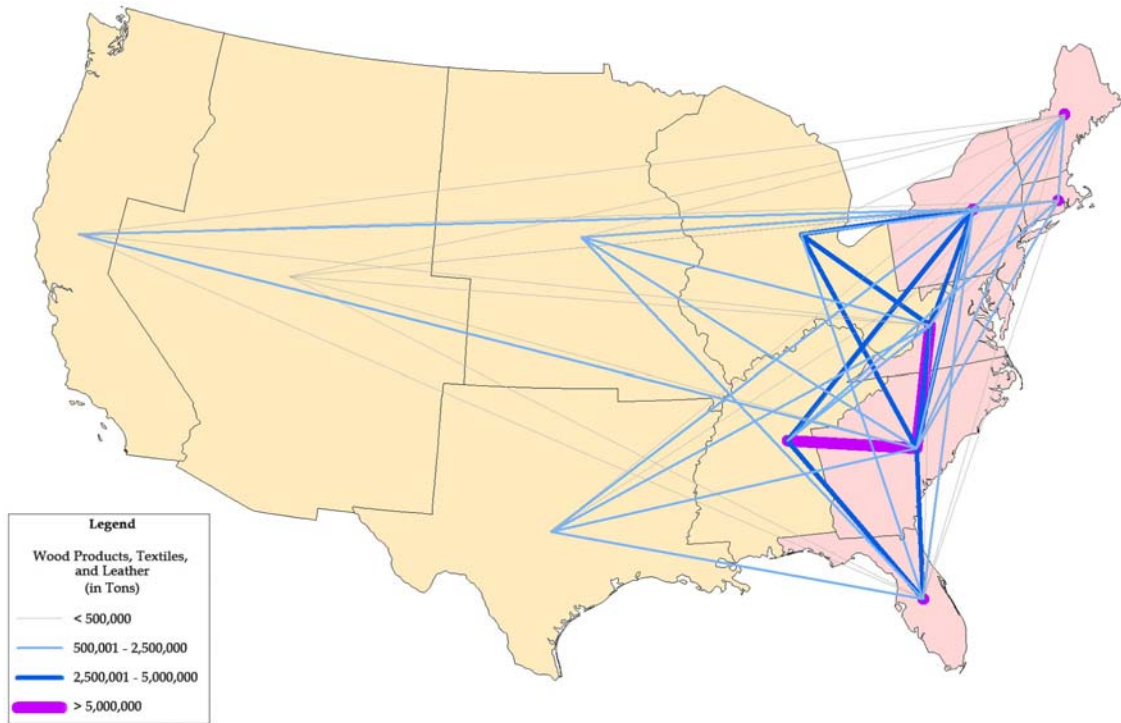 Legend
Wood Products, Textiles,
and Leather
(in Tons)
< 500,000
500,001 - 2,500,000
2,500,001 - 5,000,000
> 5,000,000